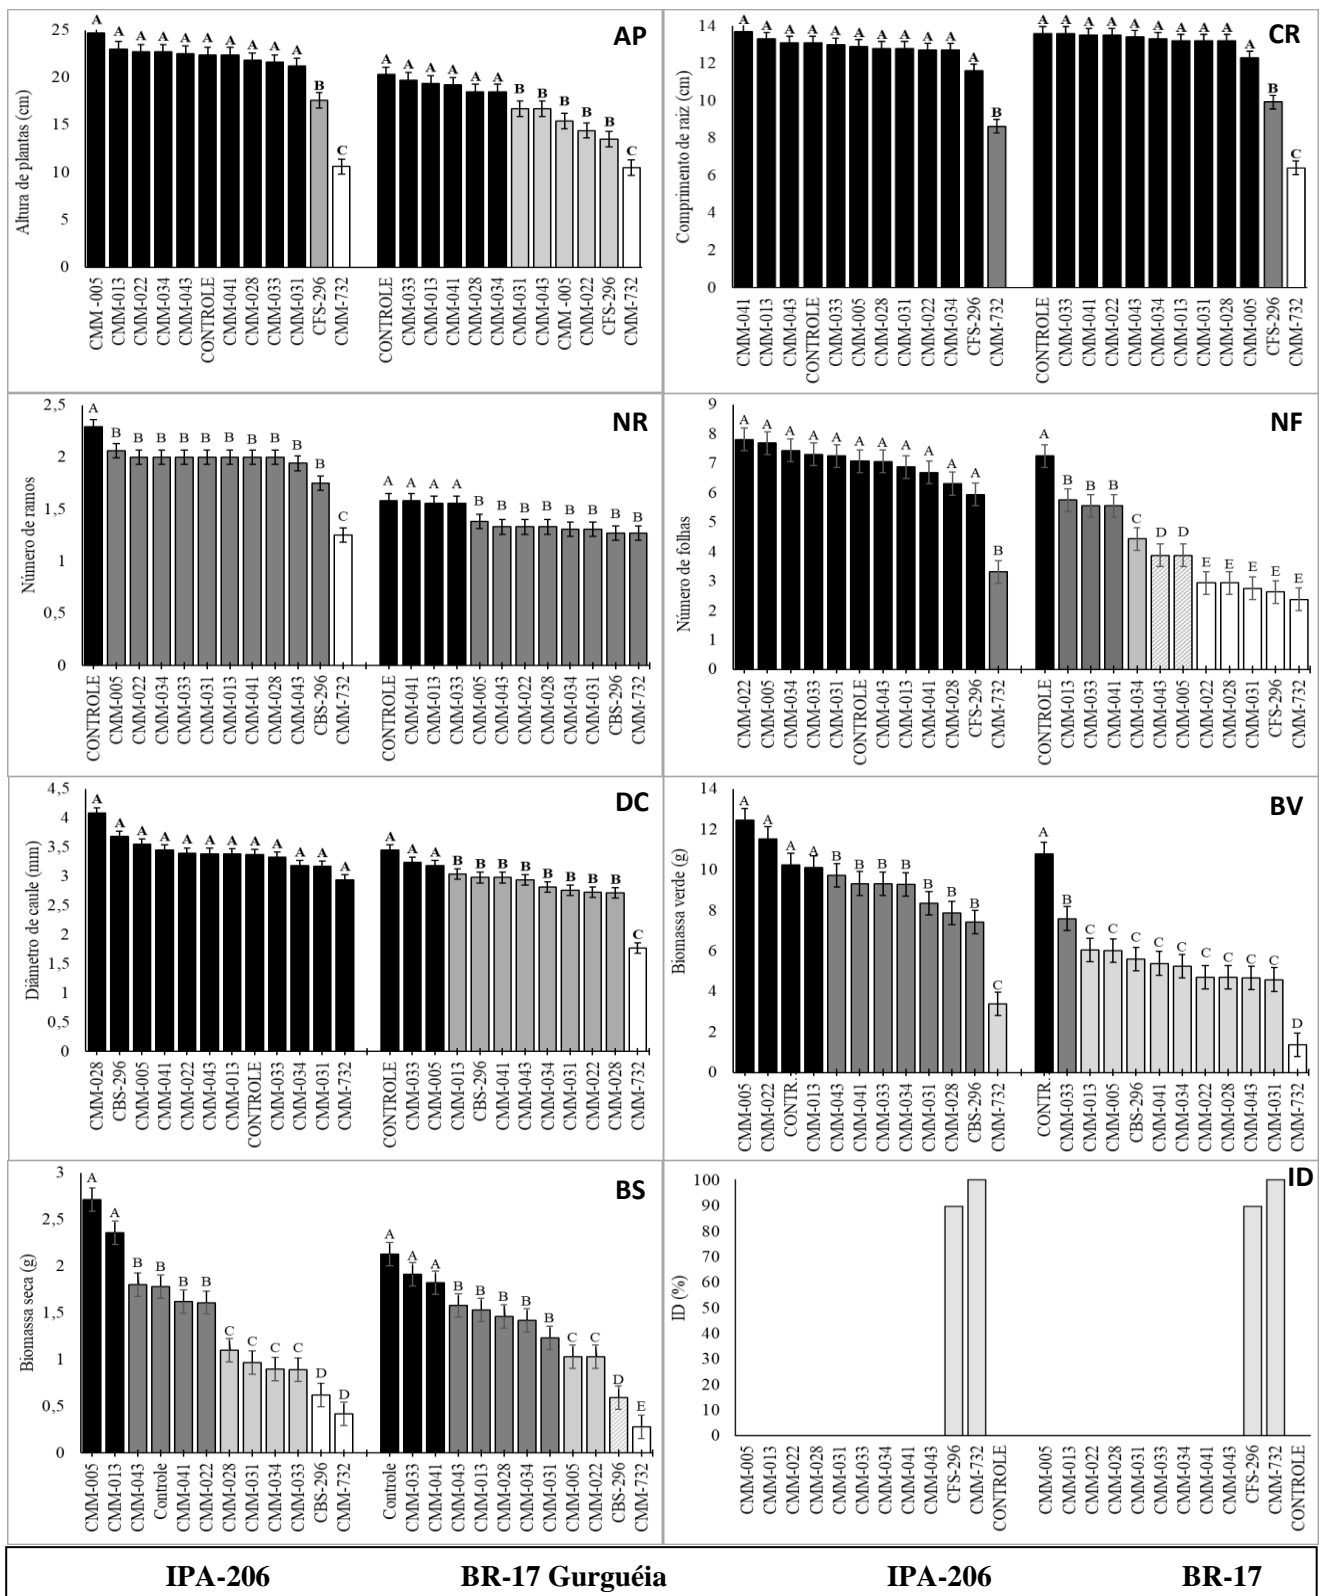 AP
Altura de plantas (cm)
25
20
15
10
5
0
A A A A A A A A A A B C
A A A A A A B B B B B C
CMM-005 CMM-013 CMM-022 CMM-034 CMM-043 CONTROLE CMM-041 CMM-028 CMM-033 CMM-031 CFS-296 CMM-732
CONTROLE CMM-033 CMM-013 CMM-041 CMM-028 CMM-034 CMM-031 CMM-043 CMM-005 CMM-022 CFS-296 CMM-732
CR
Comprimento de raiz (cm)
14
12
10
8
6
4
2
0
A A A A A A A A A A A B
A A A A A A A A A A B C
CMM-041 CMM-013 CMM-043 CONTROLE CMM-033 CMM-005 CMM-028 CMM-031 CMM-022 CMM-034 CFS-296 CMM-732
CONTROLE CMM-033 CMM-041 CMM-022 CMM-043 CMM-034 CMM-013 CMM-031 CMM-028 CMM-005 CFS-296 CMM-732
NR
Número de ramos
2,5
2
1,5
1
0,5
0
A B B B B B B B B B B C
A A A A B B B B B B B B
CONTROLE CMM-005 CMM-022 CMM-034 CMM-033 CMM-031 CMM-013 CMM-041 CMM-028 CMM-043 CBS-296 CMM-732
CONTROLE CMM-041 CMM-013 CMM-033 CMM-005 CMM-043 CMM-022 CMM-028 CMM-034 CMM-031 CBS-296 CMM-732
NF
Número de folhas
9
8
7
6
5
4
3
2
1
0
A A A A A A A A A A A B
A B B B C D D E E E E E
CMM-022 CMM-005 CMM-034 CMM-033 CMM-031 CONTROLE CMM-043 CMM-013 CMM-041 CMM-028 CFS-296 CMM-732
CONTROLE CMM-013 CMM-033 CMM-041 CMM-034 CMM-043 CMM-005 CMM-022 CMM-028 CMM-031 CFS-296 CMM-732
DC
Diâmetro de caule (mm)
4,5
4
3,5
3
2,5
2
1,5
1
0,5
0
A A A A A A A A A A A A
A A A B B B B B B B B C
CMM-028 CBS-296 CMM-005 CMM-041 CMM-022 CMM-043 CMM-013 CONTROLE CMM-033 CMM-034 CMM-031 CMM-732
CONTROLE CMM-033 CMM-005 CMM-013 CBS-296 CMM-041 CMM-043 CMM-034 CMM-031 CMM-022 CMM-028 CMM-732
BV
Biomassa verde (g)
14
12
10
8
6
4
2
0
A A A A B B B B B B B C
A B C C C C C C C C C D
CMM-005 CMM-022 CONTR. CMM-013 CMM-043 CMM-041 CMM-033 CMM-034 CMM-031 CMM-028 CBS-296 CMM-732
CONTR. CMM-033 CMM-013 CMM-005 CBS-296 CMM-041 CMM-034 CMM-022 CMM-028 CMM-043 CMM-031 CMM-732
BS
Biomassa seca (g)
3
2,5
2
1,5
1
0,5
0
A A B B B B C C C C D D
A A A B B B B B C C D E
CMM-005 CMM-013 CMM-043 Controle CMM-041 CMM-022 CMM-028 CMM-031 CMM-034 CMM-033 CBS-296 CMM-732
Controle CMM-033 CMM-041 CMM-043 CMM-013 CMM-028 CMM-034 CMM-031 CMM-005 CMM-022 CBS-296 CMM-732
ID
ID (%)
100
90
80
70
60
50
40
30
20
10
0
CMM-005 CMM-013 CMM-022 CMM-028 CMM-031 CMM-033 CMM-034 CMM-041 CMM-043 CFS-296 CMM-732 CONTROLE
CMM-005 CMM-013 CMM-022 CMM-028 CMM-031 CMM-033 CMM-034 CMM-041 CMM-043 CFS-296 CMM-732 CONTROLE
IPA-206 BR-17 Gurguéia IPA-206 BR-17